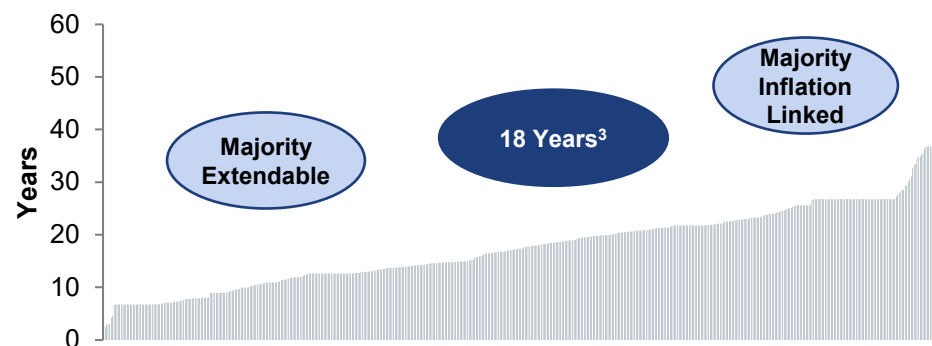 60
50
40
30
20
10
0
Years
Majority
Extendable
18 Years³
Majority
Inflation
Linked